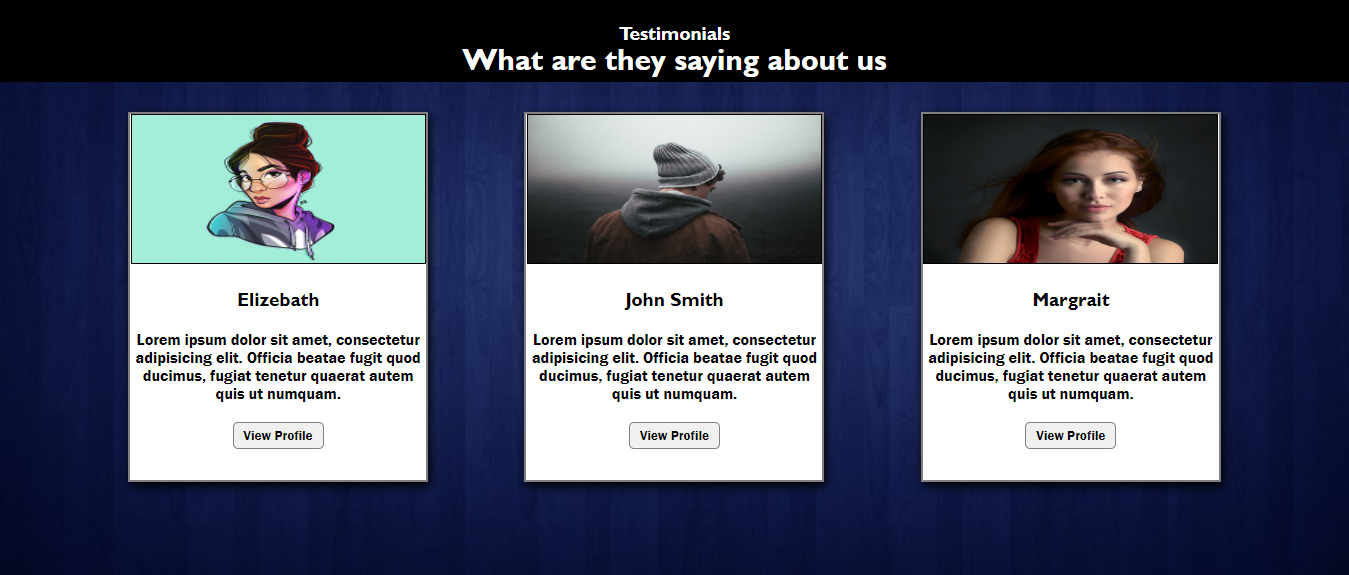 Testimonials
What are they saying about us
Elizebath
Lorem ipsum dolor sit amet, consectetur
adipisicing elit. Officia beatae fugit quod
ducimus, fugiat tenetur quaerat autem
quis ut numquam.
View Profile
John Smith
Lorem ipsum dolor sit amet, consectetur
adipisicing elit. Officia beatae fugit quod
ducimus, fugiat tenetur quaerat autem
quis ut numquam.
View Profile
Margrait
Lorem ipsum dolor sit amet, consectetur
adipisicing elit. Officia beatae fugit quod
ducimus, fugiat tenetur quaerat autem
quis ut numquam.
View Profile